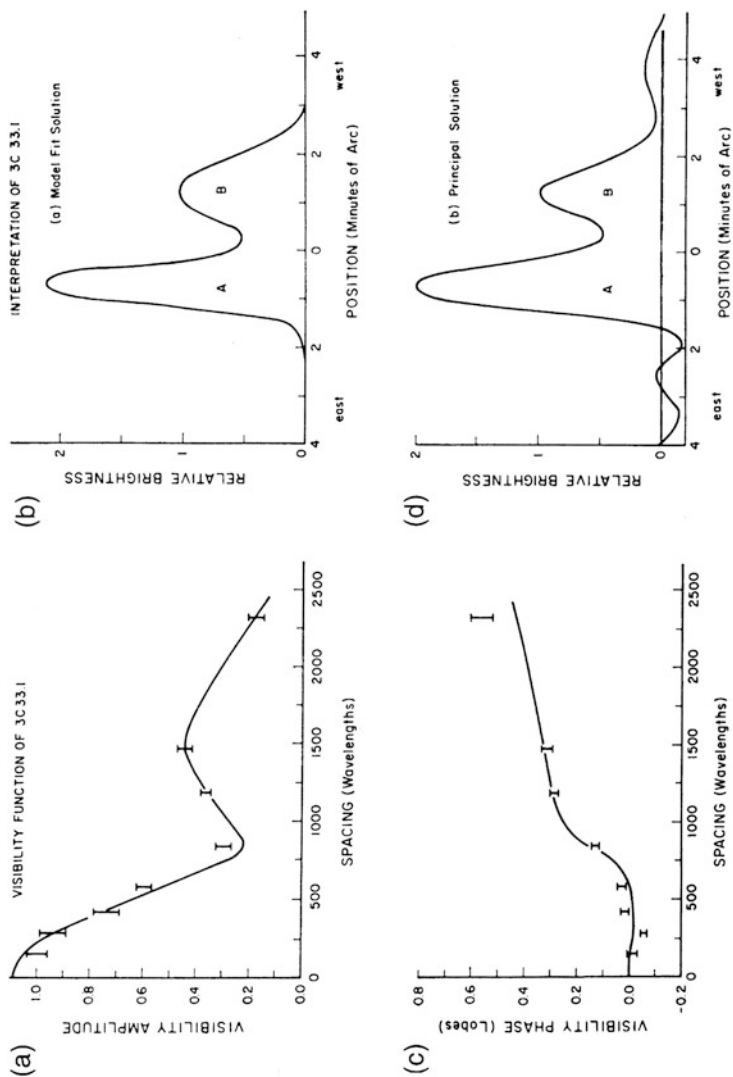 (a)
VISIBILITY FUNCTION OF 3C33.1
VISIBILITY AMPLITUDE
1.0
0.8
0.6
0.4
0.2
0.0
0 500 1000 1500 2000 2500
SPACING (Wavelengths)
(b)
INTERPRETATION OF 3C 33.1
(a) Model Fit Solution
RELATIVE BRIGHTNESS
2
1
0
A
B
4 2 0 2 4
east west
POSITION (Minutes of Arc)
(c)
VISIBILITY PHASE (Lobes)
0.8
0.6
0.4
0.2
0.0
-0.2
0 500 1000 1500 2000 2500
SPACING (Wavelengths)
(d)
(b) Principal Solution
RELATIVE BRIGHTNESS
2
1
0
A
B
4 2 0 2 4
east west
POSITION (Minutes of Arc)